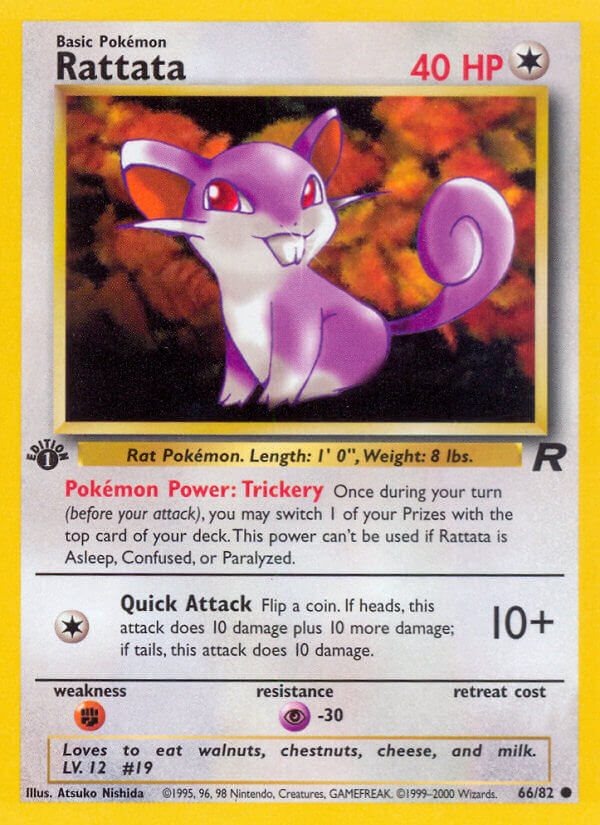 Basic Pokémon
Rattata
40 HP
EDITION
1
Rat Pokémon. Length: 1' 0", Weight: 8 lbs.
R
Pokémon Power: Trickery Once during your turn
(before your attack), you may switch 1 of your Prizes with the
top card of your deck. This power can't be used if Rattata is
Asleep, Confused, or Paralyzed.
Quick Attack Flip a coin. If heads, this
attack does 10 damage plus 10 more damage;
if tails, this attack does 10 damage.
10+
weakness resistance retreat cost
-30
Loves to eat walnuts, chestnuts, cheese, and milk.
LV. 12 #19
Illus. Atsuko Nishida ©1995, 96, 98 Nintendo, Creatures, GAMEFREAK. ©1999–2000 Wizards. 66/82